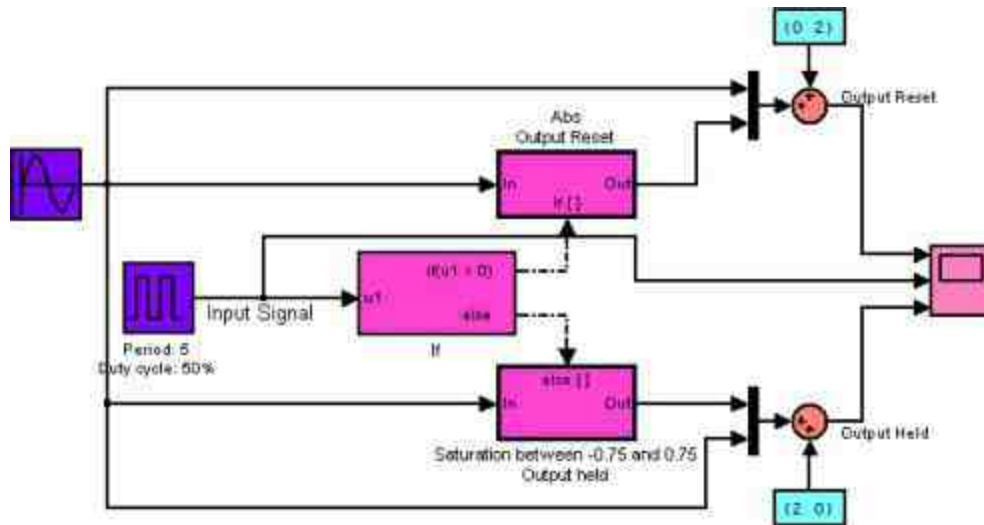 (0 2)
Output Reset
Abs
Output Reset
In
Out
if { }
if(u1 > 0)
u1
else
Input Signal
If
Period: 5
Duty cycle: 50%
else { }
In
Out
Saturation between -0.75 and 0.75
Output held
Output Held
(2 0)